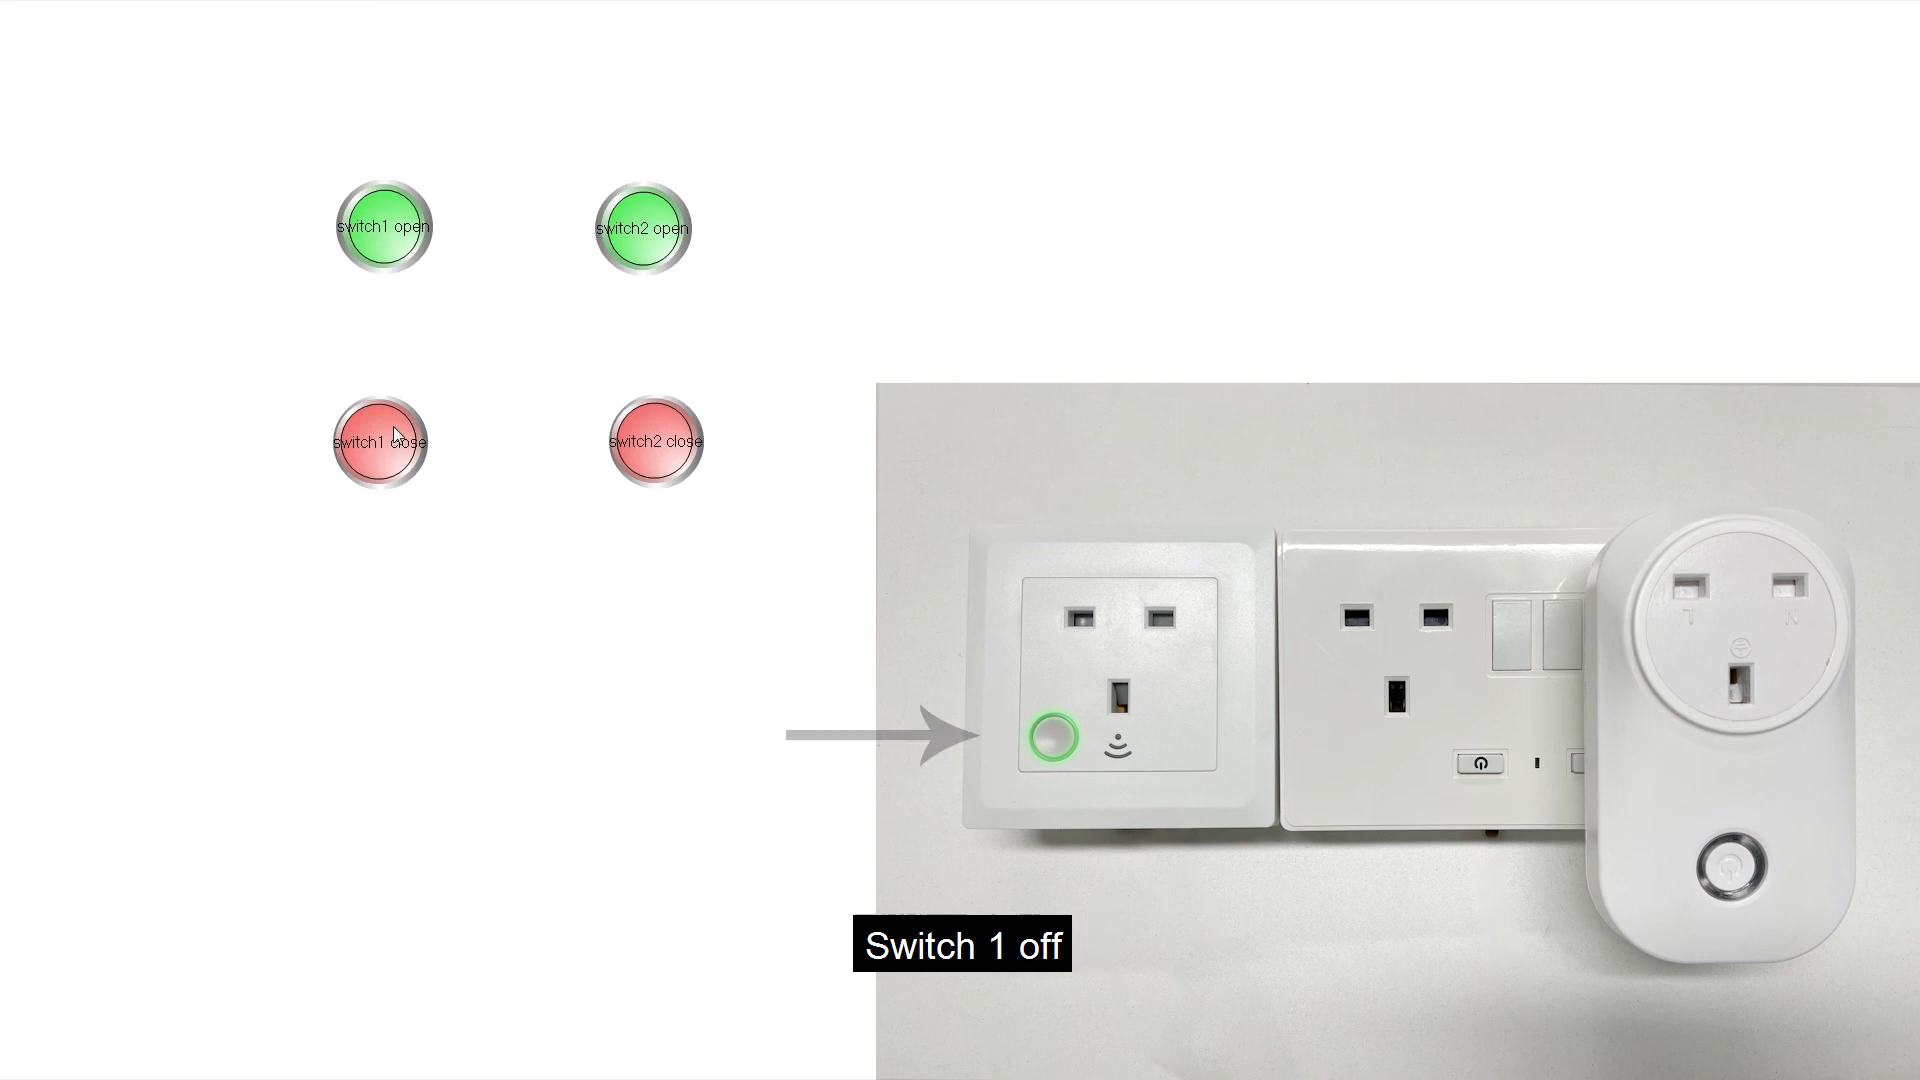 switch1 open
switch2 open
switch1 close
switch2 close
L
N
Switch 1 off